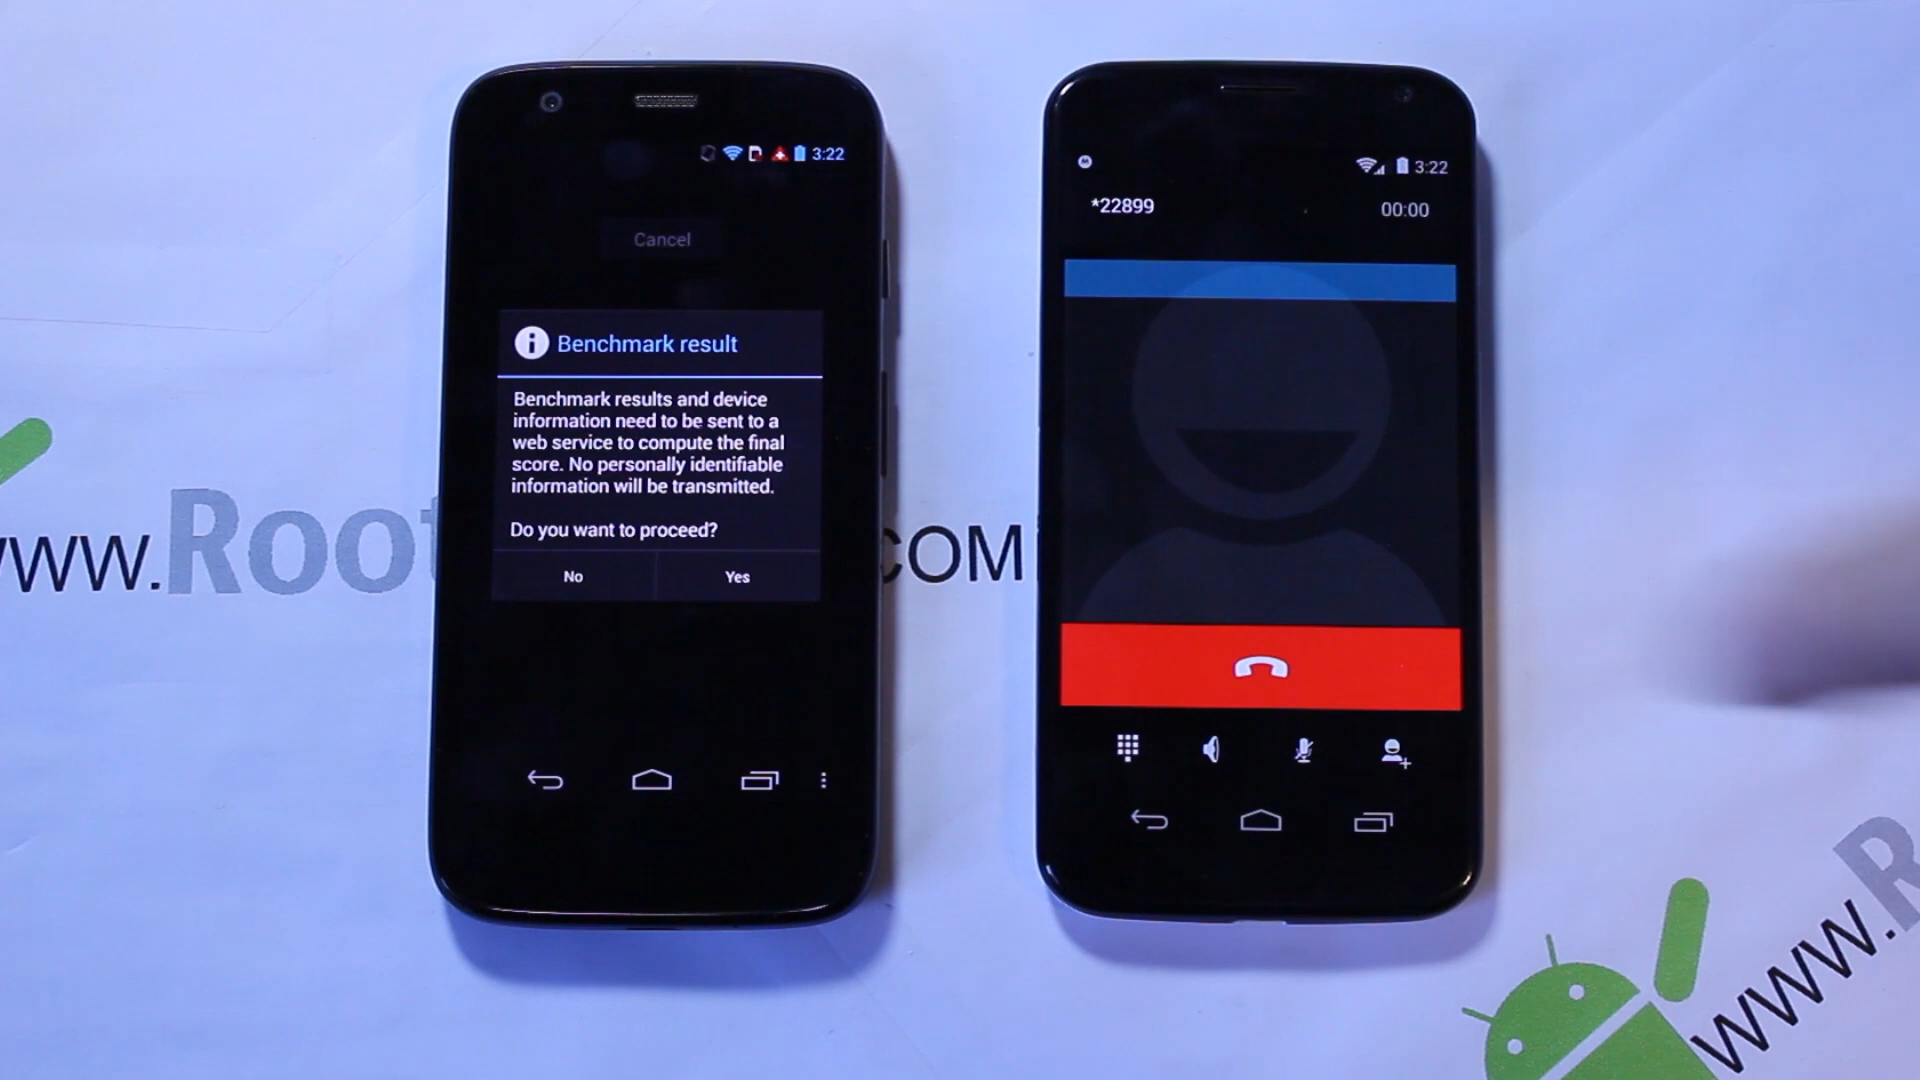 3:22
Cancel
Benchmark result
Benchmark results and device
information need to be sent to a
web service to compute the final
score. No personally identifiable
information will be transmitted.
Do you want to proceed?
No
Yes
3:22
*22899
00:00
www.Root
COM
www.R